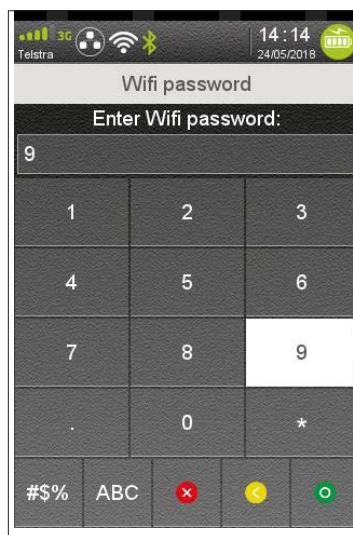 3G 14:14
Telstra 24/05/2018
Wifi password
Enter Wifi password:
9
1 2 3
4 5 6
7 8 9
. 0 *
#$% ABC